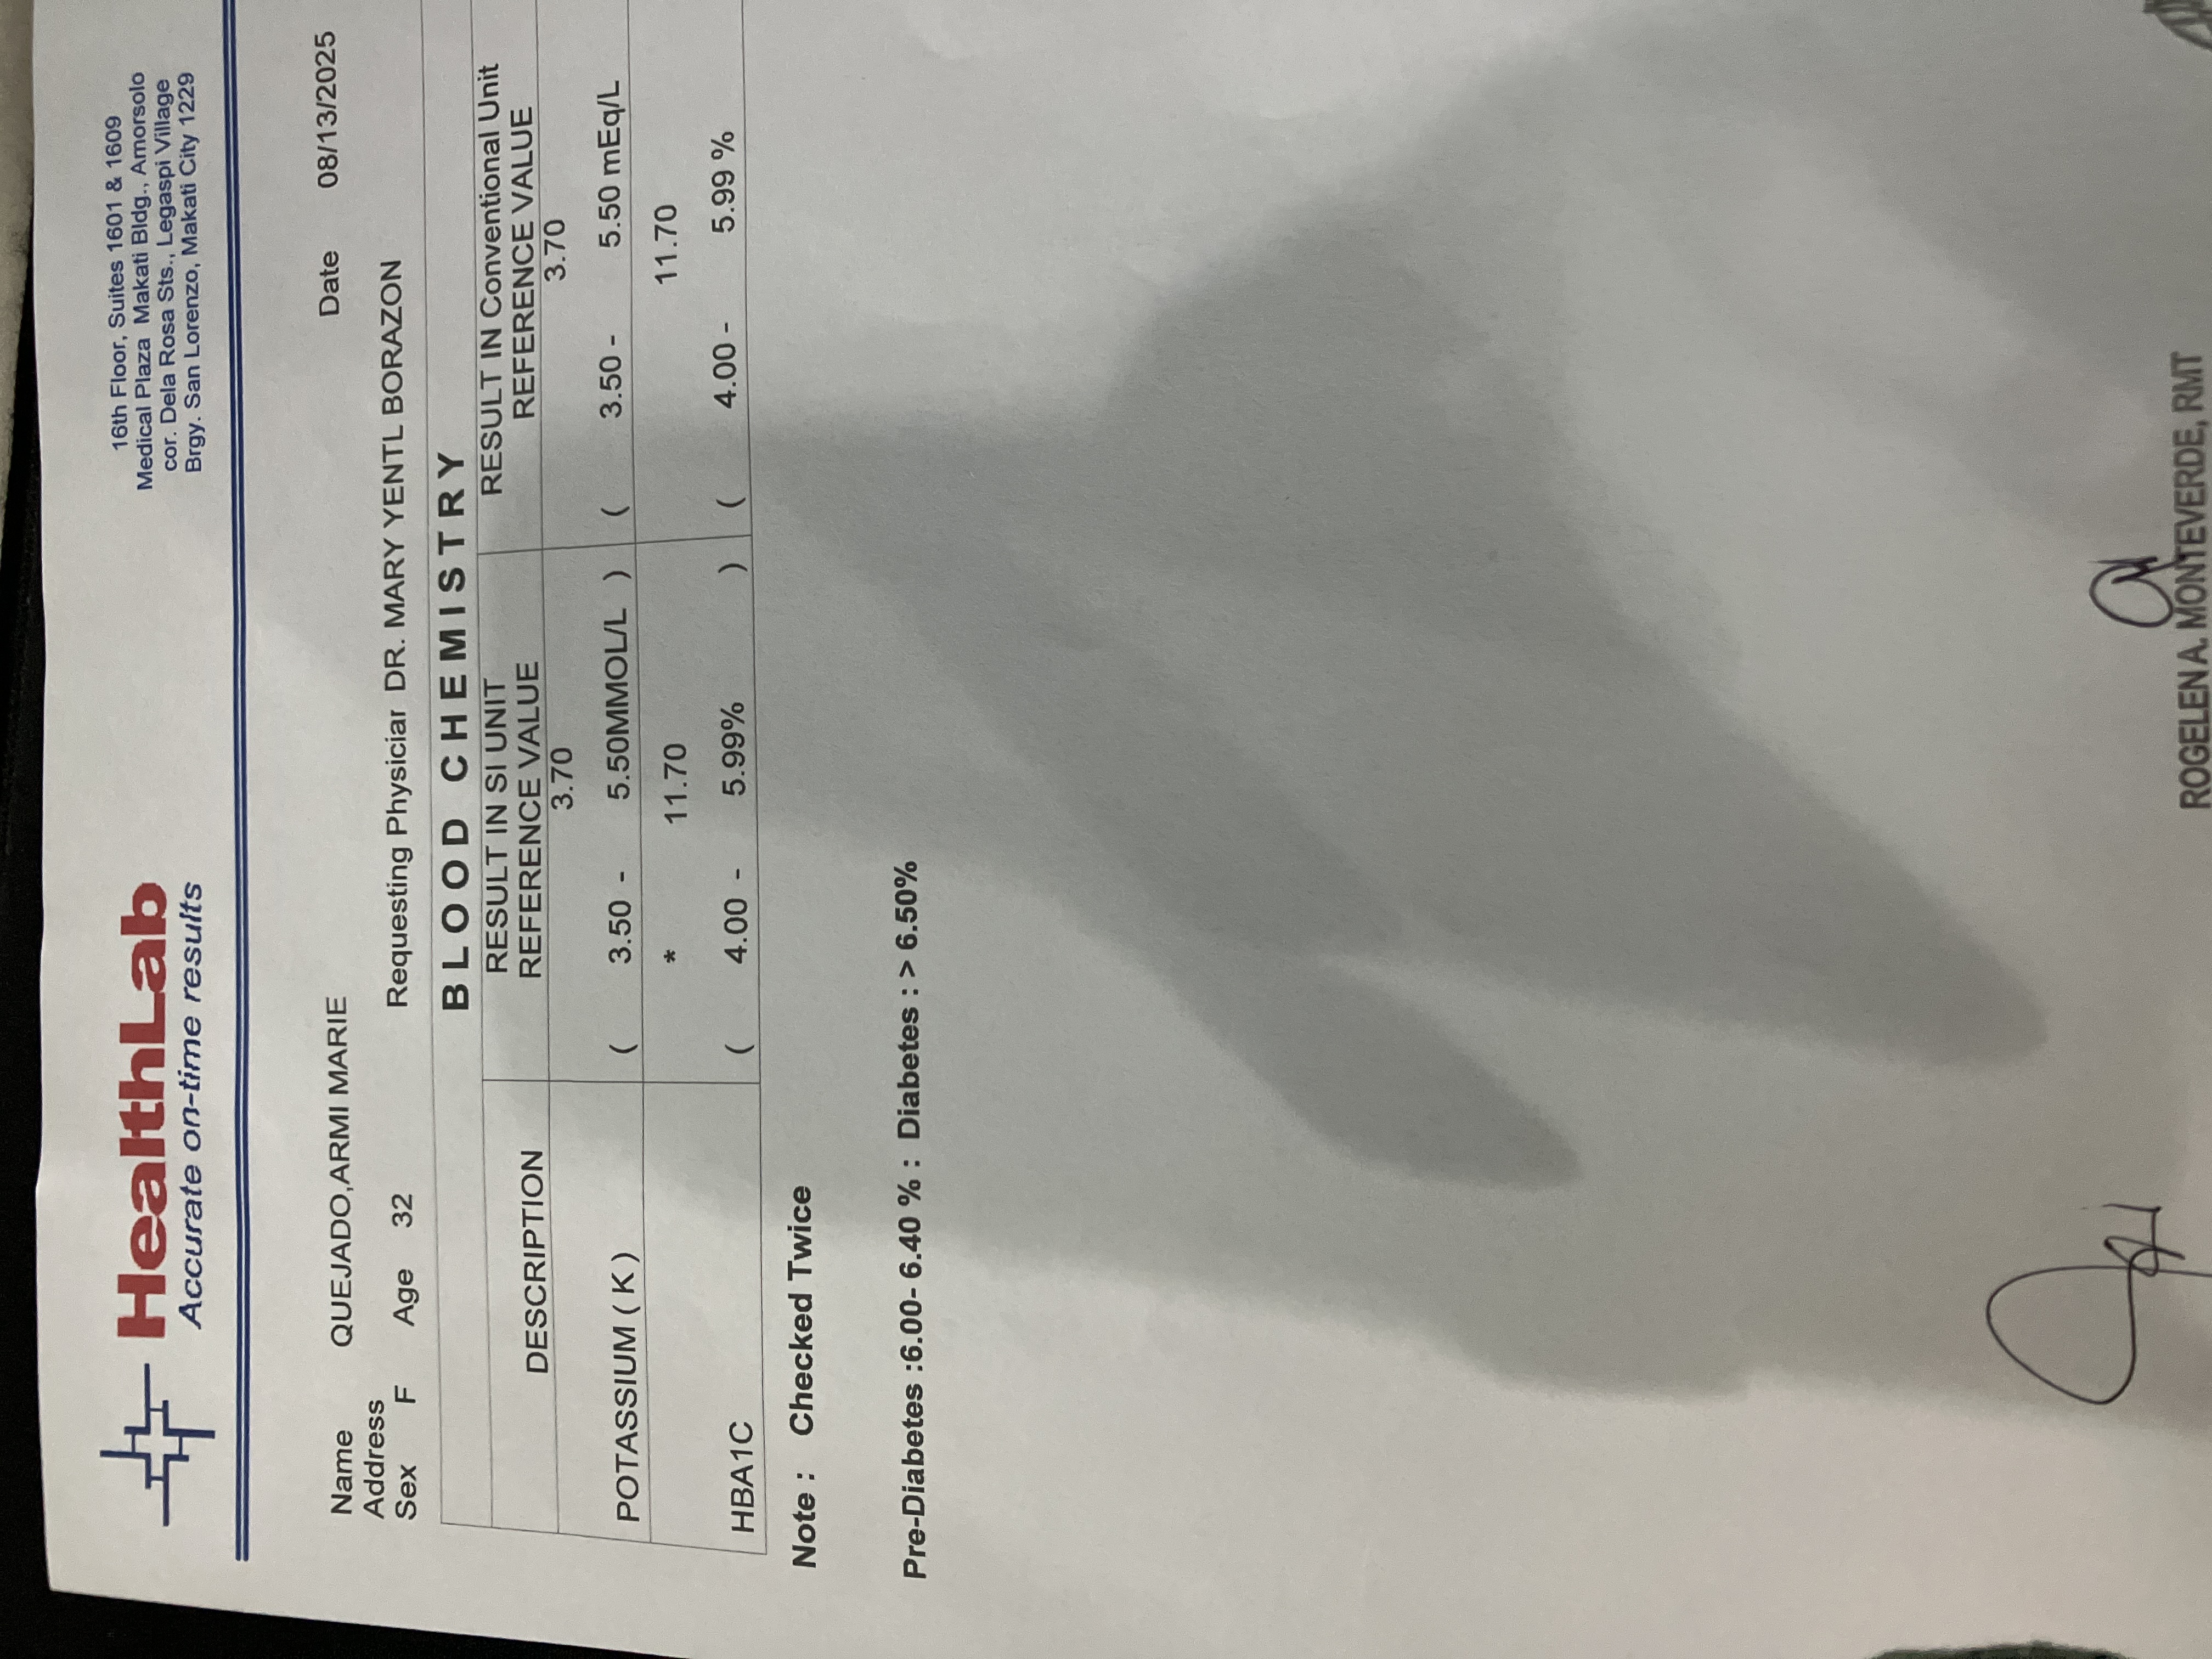 HealthLab
Accurate on-time results
16th Floor, Suites 1601 & 1609
Medical Plaza Makati Bldg., Amorsolo
cor. Dela Rosa Sts., Legaspi Village
Brgy. San Lorenzo, Makati City 1229
Name QUEJADO,ARMI MARIE Date 08/13/2025
Address
Sex F Age 32 Requesting Physiciar DR. MARY YENTL BORAZON
BLOOD CHEMISTRY
DESCRIPTION
RESULT IN SI UNIT
REFERENCE VALUE
RESULT IN Conventional Unit
REFERENCE VALUE
3.70 3.70
POTASSIUM ( K ) ( 3.50 - 5.50MMOL/L ) ( 3.50 - 5.50 mEq/L
* 11.70 11.70
HBA1C ( 4.00 - 5.99% ) ( 4.00 - 5.99 %
Note : Checked Twice
Pre-Diabetes :6.00- 6.40 % : Diabetes : > 6.50%
ROGELEN A. MONTEVERDE, RMT